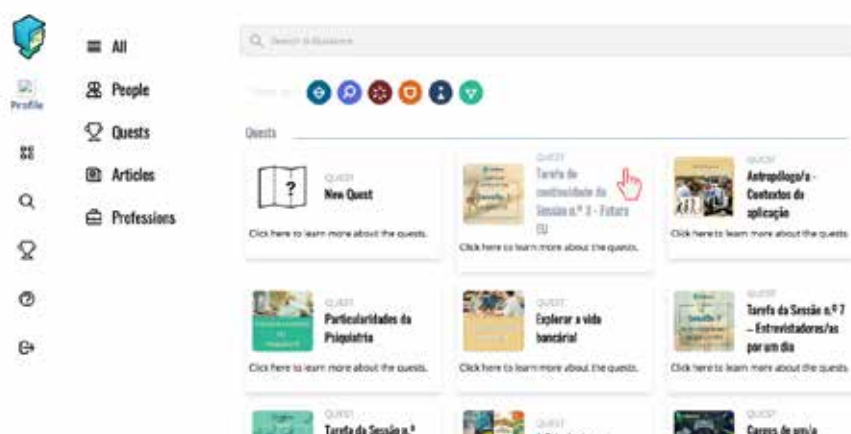 All
Profile
People
Quests
Articles
Professions
Search
Quests
QUEST
New Quest
Click here to learn more about the quests.
QUEST
Tarefa de
continuidade da
Sessão n.º 3 - Futuro
EU
Click here to learn more about the quests.
QUEST
Antropólogo/a -
Contextos de
aplicação
Click here to learn more about the quests.
QUEST
Particularidades da
Psiquiatria
Click here to learn more about the quests.
QUEST
Explorar a vida
bancária!
Click here to learn more about the quests.
QUEST
Tarefa da Sessão n.º 7
– Entrevistadores/as
por um dia
Click here to learn more about the quests.
QUEST
Tarefa da Sessão n.º
QUEST
QUEST
Cargos de um/a